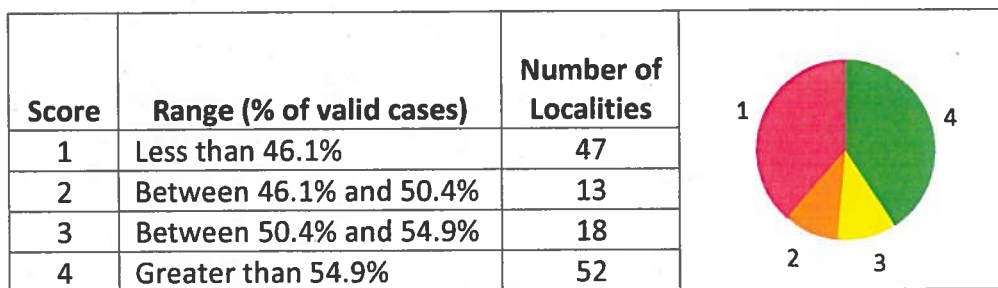 Score Range (% of valid cases) Number of Localities
1 Less than 46.1% 47
2 Between 46.1% and 50.4% 13
3 Between 50.4% and 54.9% 18
4 Greater than 54.9% 52
1 4
2 3